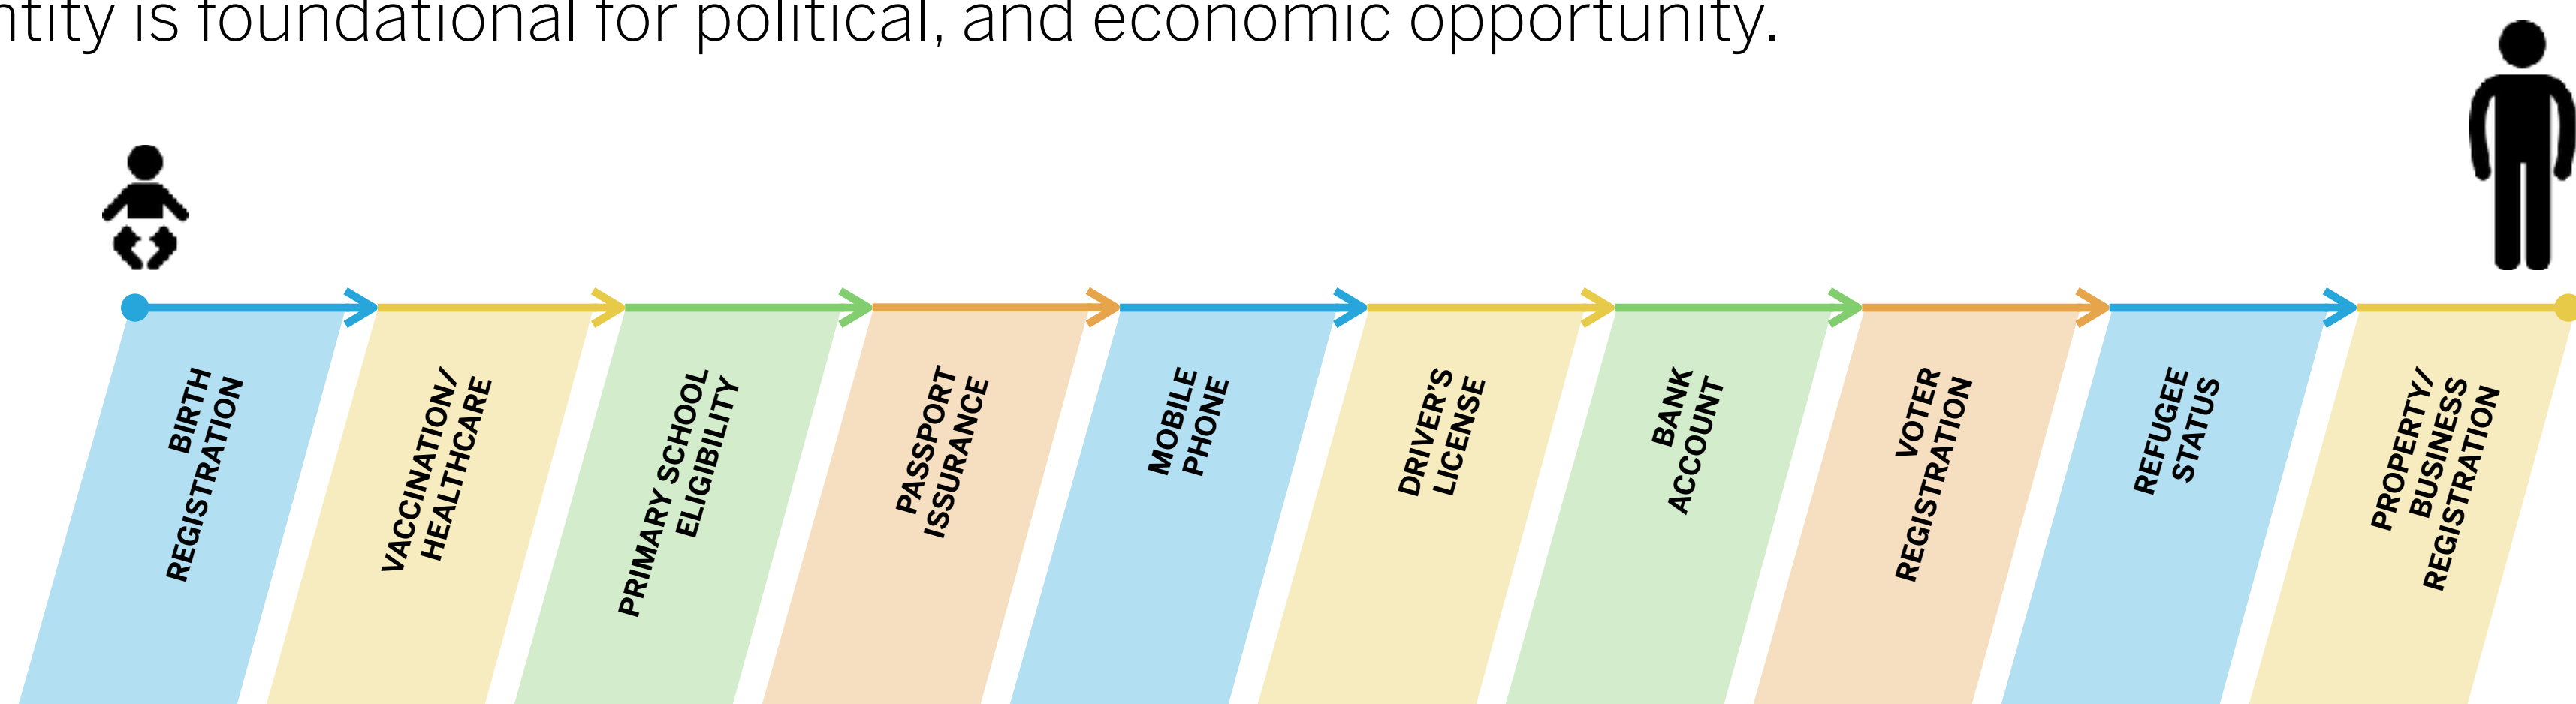 ntity is foundational for political, and economic opportunity.
BIRTH
REGISTRATION
VACCINATION/
HEALTHCARE
PRIMARY SCHOOL
ELIGIBILITY
PASSPORT
ISSURANCE
MOBILE
PHONE
DRIVER'S
LICENSE
BANK
ACCOUNT
VOTER
REGISTRATION
REFUGEE
STATUS
PROPERTY/
BUSINESS
REGISTRATION